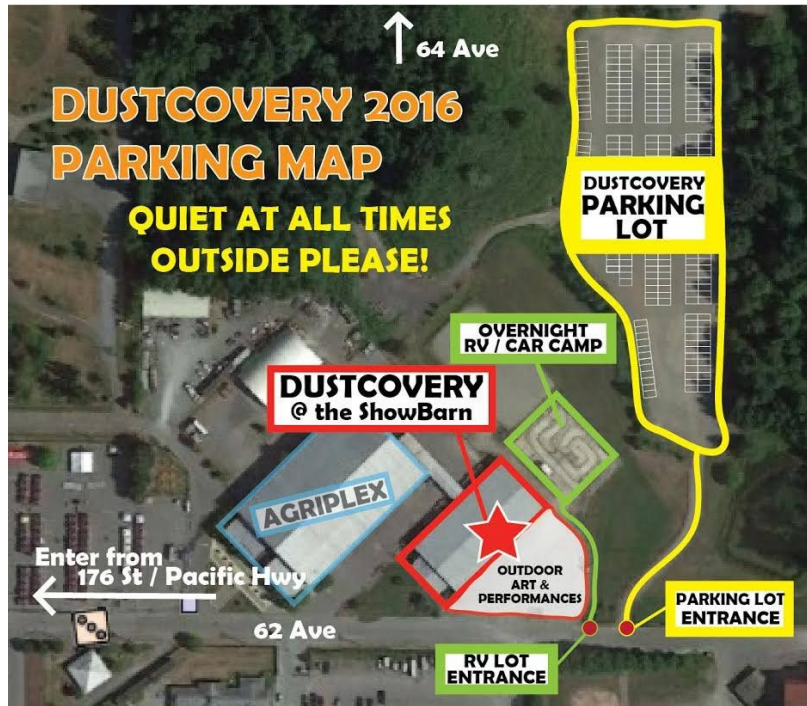 64 Ave
DUSTCOVERY 2016
PARKING MAP
QUIET AT ALL TIMES
OUTSIDE PLEASE!
DUSTCOVERY
PARKING
LOT
OVERNIGHT
RV / CAR CAMP
DUSTCOVERY
@ the ShowBarn
AGRIPLEX
OUTDOOR
ART &
PERFORMANCES
Enter from
176 St / Pacific Hwy
62 Ave
PARKING LOT
ENTRANCE
RV LOT
ENTRANCE